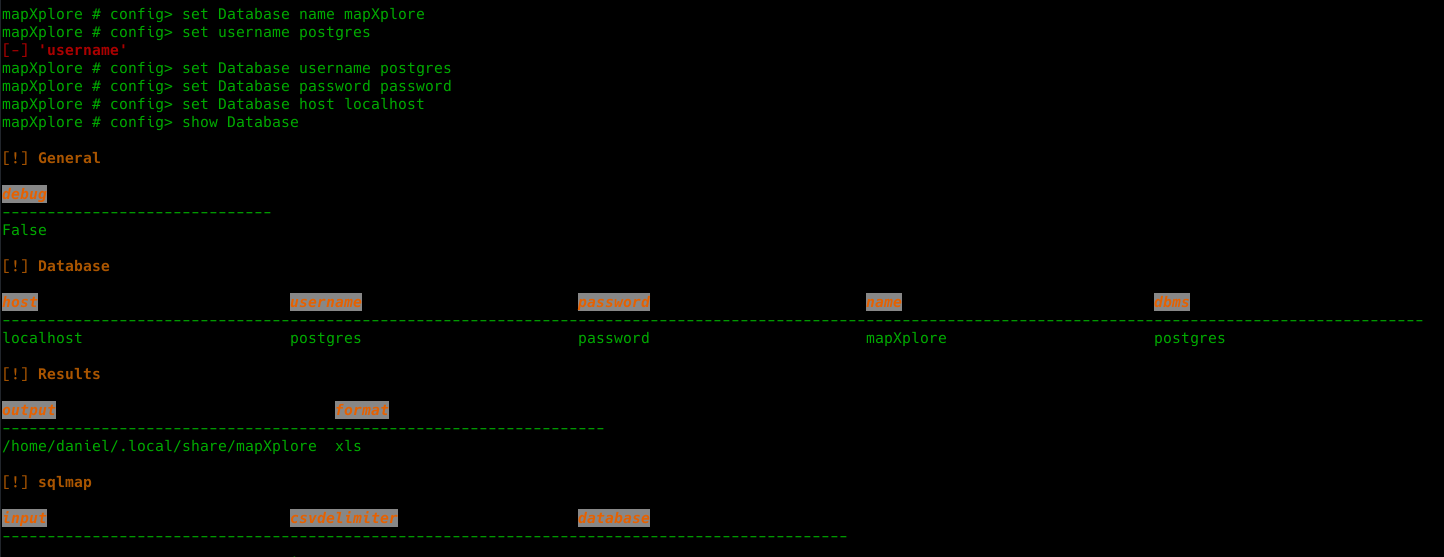 mapXplore # config> set Database name mapXplore
mapXplore # config> set username postgres
[-] 'username'
mapXplore # config> set Database username postgres
mapXplore # config> set Database password password
mapXplore # config> set Database host localhost
mapXplore # config> show Database
[!] General
debug
------------------------------
False
[!] Database
host username password name dbms
--------------------------------------------------------------------------------------------------------------------------------------------------------------
localhost postgres password mapXplore postgres
[!] Results
output format
-------------------------------------------------------------------
/home/daniel/.local/share/mapXplore xls
[!] sqlmap
input csvdelimiter database
----------------------------------------------------------------------------------------------